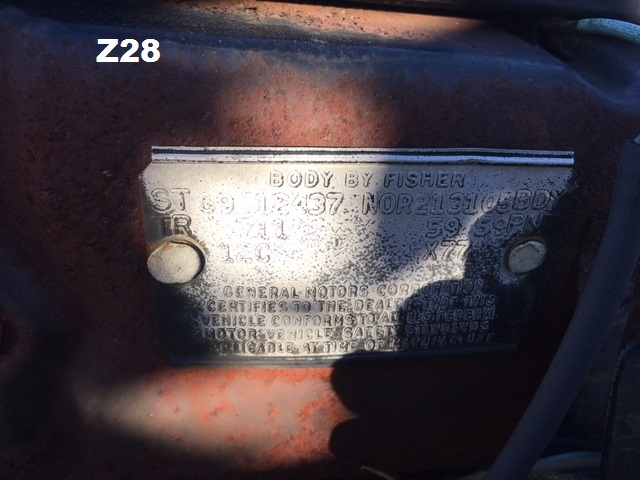 Z28
BODY BY FISHER
ST 69 12437 NOR213105BDY
TR 711 59 59PNT
12C X77
GENERAL MOTORS CORPORATION
CERTIFIES TO THE DEALER THAT THIS
VEHICLE CONFORMS TO ALL U.S. FEDERAL
MOTOR VEHICLE SAFETY STANDARDS
APPLICABLE AT TIME OF MANUFACTURE